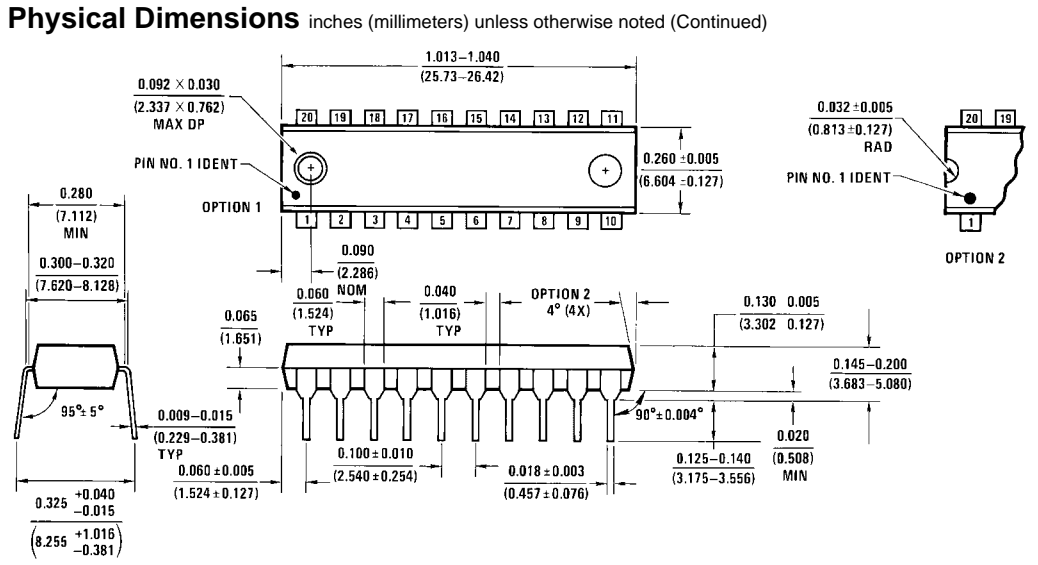 Physical Dimensions inches (millimeters) unless otherwise noted (Continued)
1.013–1.040
(25.73–26.42)
0.092 × 0.030
(2.337 × 0.762)
MAX DP
20 19 18 17 16 15 14 13 12 11
PIN NO. 1 IDENT
OPTION 1
0.260 ±0.005
(6.604 ±0.127)
1 2 3 4 5 6 7 8 9 10
0.032 ±0.005
(0.813 ±0.127)
RAD
20 19
PIN NO. 1 IDENT
1
OPTION 2
0.280
(7.112)
MIN
0.300–0.320
(7.620–8.128)
0.090
(2.286)
NOM
0.060
(1.524)
TYP
0.040
(1.016)
TYP
OPTION 2
4° (4X)
0.130 0.005
(3.302 0.127)
0.065
(1.651)
0.145–0.200
(3.683–5.080)
95°± 5°
0.009–0.015
(0.229–0.381)
TYP
90°±0.004°
0.020
(0.508)
MIN
0.100 ±0.010
(2.540 ±0.254)
0.018 ±0.003
(0.457 ±0.076)
0.125–0.140
(3.175–3.556)
0.060 ±0.005
(1.524 ±0.127)
0.325 +0.040
−0.015
(8.255 +1.016
−0.381)